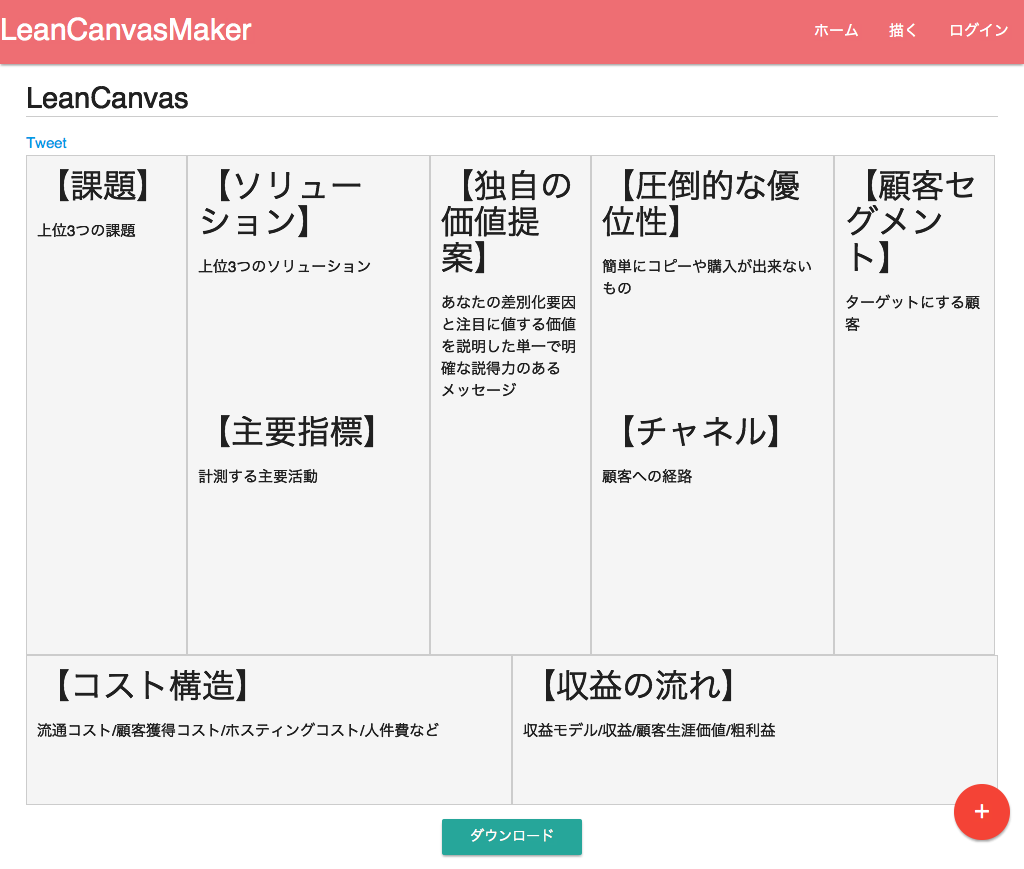 LeanCanvasMaker
ホーム
描く
ログイン
LeanCanvas
Tweet
【課題】
上位3つの課題
【ソリュー
ション】
上位3つのソリューション
【主要指標】
計測する主要活動
【独自の
価値提
案】
あなたの差別化要因
と注目に値する価値
を説明した単一で明
確な説得力のある
メッセージ
【圧倒的な優
位性】
簡単にコピーや購入が出来ない
もの
【チャネル】
顧客への経路
【顧客セ
グメン
ト】
ターゲットにする顧
客
【コスト構造】
流通コスト/顧客獲得コスト/ホスティングコスト/人件費など
【収益の流れ】
収益モデル/収益/顧客生涯価値/粗利益
+
ダウンロード